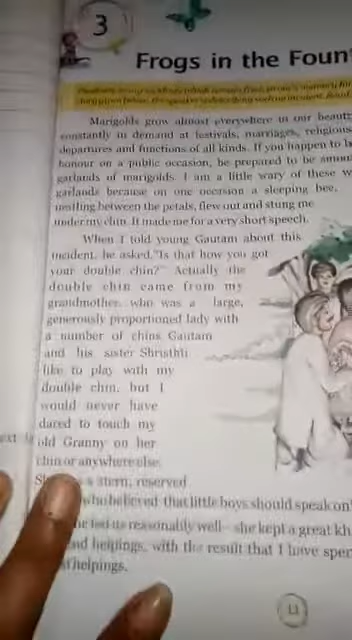 3
Frogs in the Foun
Marigolds grow almost everywhere in our beaut
constantly in demand at festivals, marriages, religious
departures and functions of all kinds. If you happen to b
honour on a public occasion, be prepared to be
garlands of marigolds. I am a little wary of these w
garlands because on one occasion a sleeping bee,
nestling between the petals, flew out and stung me
under my chin. It made me for a very short speech.
When I told young Gautam about this
incident, he asked, "Is that how you got
your double chin?" Actually the
double chin came from my
grandmother, who was a large,
generously proportioned lady with
a number of chins. Gautam
and his sister Shristhi
like to play with my
double chin, but I
would never have
dared to touch my
old Granny on her
chin or anywhere else.
a stern, reserved
who believed that little boys should speak on
fed us reasonably well—she kept a great kh
helpings, with the result that I have spe
helpings.
11